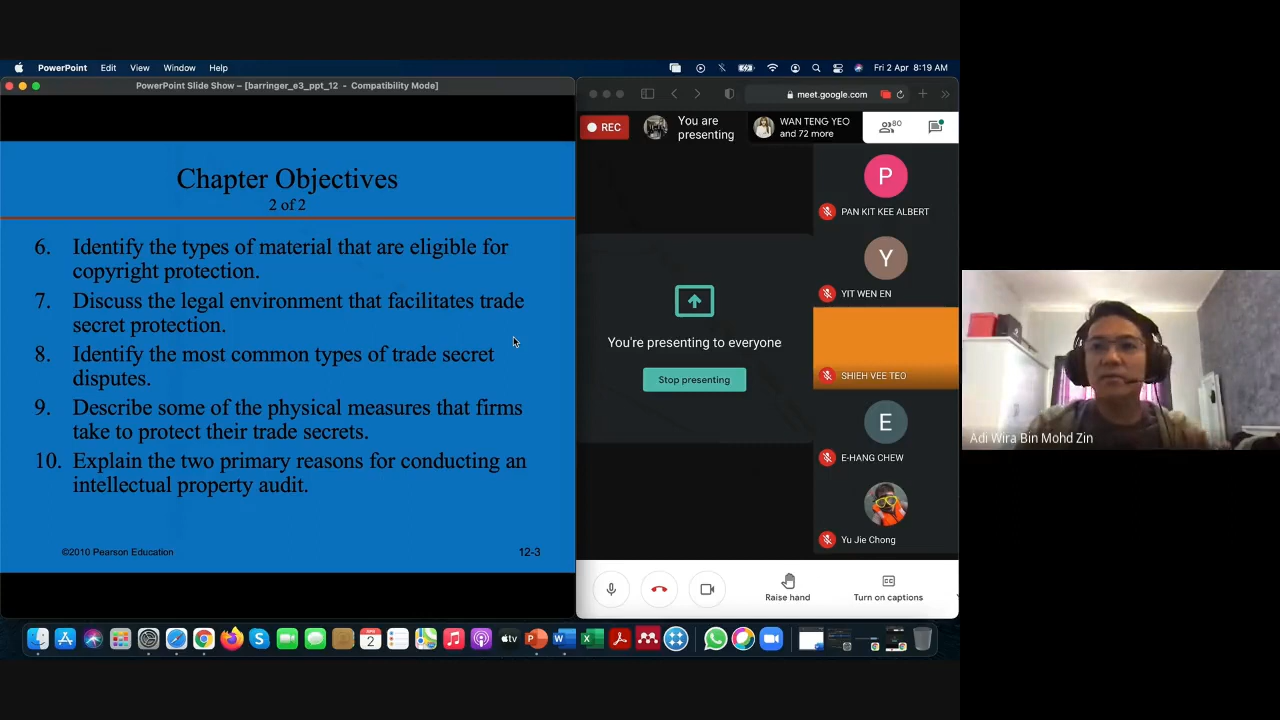 PowerPoint Edit View Window Help
Fri 2 Apr 8:19 AM
PowerPoint Slide Show – [barringer_e3_ppt_12 - Compatibility Mode]
Chapter Objectives
2 of 2
6. Identify the types of material that are eligible for
copyright protection.
7. Discuss the legal environment that facilitates trade
secret protection.
8. Identify the most common types of trade secret
disputes.
9. Describe some of the physical measures that firms
take to protect their trade secrets.
10. Explain the two primary reasons for conducting an
intellectual property audit.
©2010 Pearson Education
12-3
meet.google.com
REC
You are
presenting
WAN TENG YEO
and 72 more
80
P
PAN KIT KEE ALBERT
Y
YIT WEN EN
SHIEH VEE TEO
E
E-HANG CHEW
Yu Jie Chong
You're presenting to everyone
Stop presenting
Raise hand
Turn on captions
Adi Wira Bin Mohd Zin
APR
2
tv
P
W
X